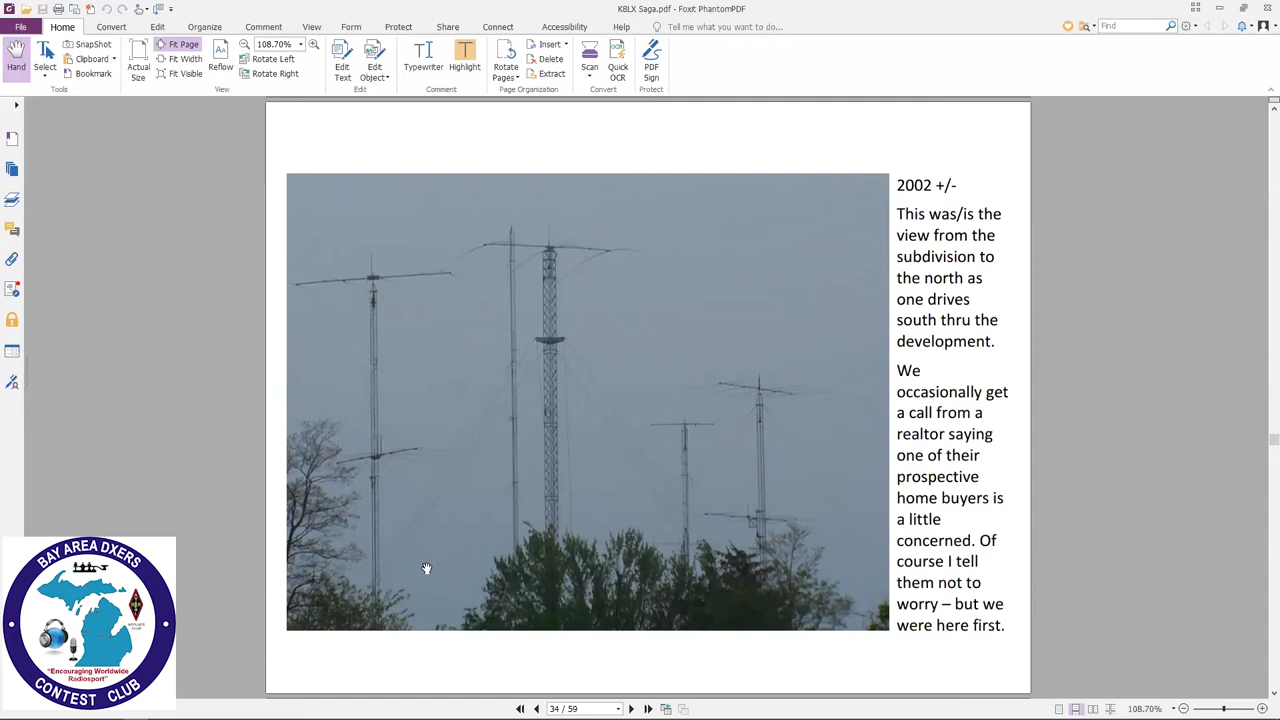 K8LX Saga.pdf - Foxit PhantomPDF
File Home Convert Edit Organize Comment View Form Protect Share Connect Accessibility Help Tell me what you want to do... Find
Hand
Select
SnapShot
Clipboard
Bookmark
Tools
Actual Size
Fit Page
Fit Width
Fit Visible
Reflow
108.70%
Rotate Left
Rotate Right
View
Edit Text
Edit Object
Edit
Typewriter
Highlight
Comment
Rotate Pages
Insert
Delete
Extract
Page Organization
Scan
Quick OCR
Convert
PDF Sign
Protect
2002 +/-
This was/is the
view from the
subdivision to
the north as
one drives
south thru the
development.
We
occasionally get
a call from a
realtor saying
one of their
prospective
home buyers is
a little
concerned. Of
course I tell
them not to
worry – but we
were here first.
BAY AREA DXERS
AFFILIATE CLUB
"Encouraging Worldwide
Radiosport"
CONTEST CLUB
34 / 59
108.70%